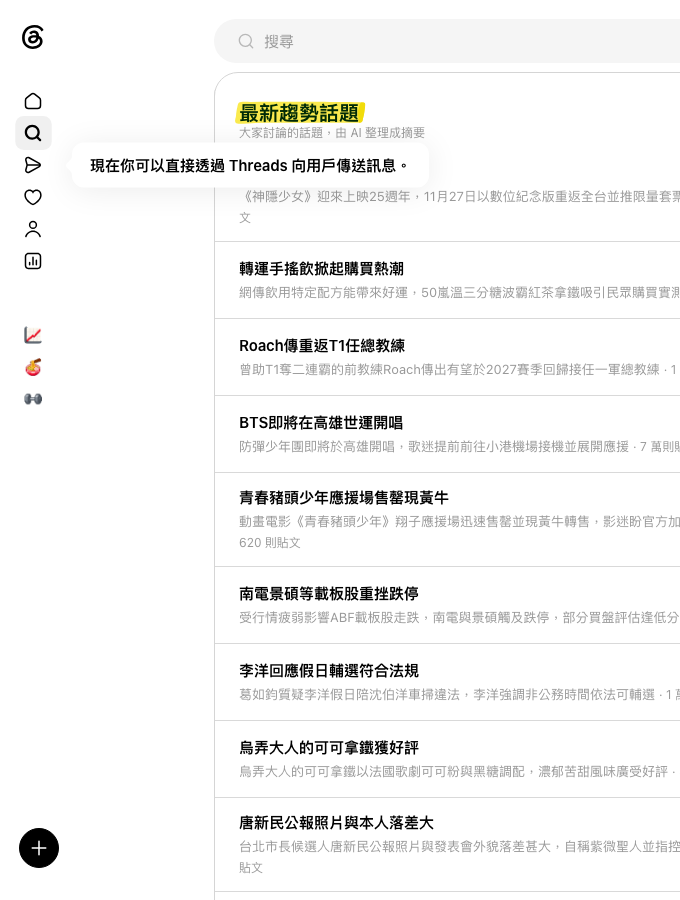 搜尋
最新趨勢話題
大家討論的話題，由 AI 整理成摘要
現在你可以直接透過 Threads 向用戶傳送訊息。
《神隱少女》迎來上映25週年，11月27日以數位紀念版重返全台並推限量套票
文
轉運手搖飲掀起購買熱潮
網傳飲用特定配方能帶來好運，50嵐溫三分糖波霸紅茶拿鐵吸引民眾購買實測
Roach傳重返T1任總教練
曾助T1奪二連霸的前教練Roach傳出有望於2027賽季回歸接任一軍總教練 · 1
BTS即將在高雄世運開唱
防彈少年團即將於高雄開唱，歌迷提前前往小港機場接機並展開應援 · 7 萬則
青春豬頭少年應援場售罄現黃牛
動畫電影《青春豬頭少年》翔子應援場迅速售罄並現黃牛轉售，影迷盼官方加
620 則貼文
南電景碩等載板股重挫跌停
受行情疲弱影響ABF載板股走跌，南電與景碩觸及跌停，部分買盤評估逢低分
李洋回應假日輔選符合法規
葛如鈞質疑李洋假日陪沈伯洋車掃違法，李洋強調非公務時間依法可輔選 · 1
烏弄大人的可可拿鐵獲好評
烏弄大人的可可拿鐵以法國歌劇可可粉與黑糖調配，濃郁苦甜風味廣受好評 ·
唐新民公報照片與本人落差大
台北市長候選人唐新民公報照片與發表會外貌落差甚大，自稱紫微聖人並指控
貼文